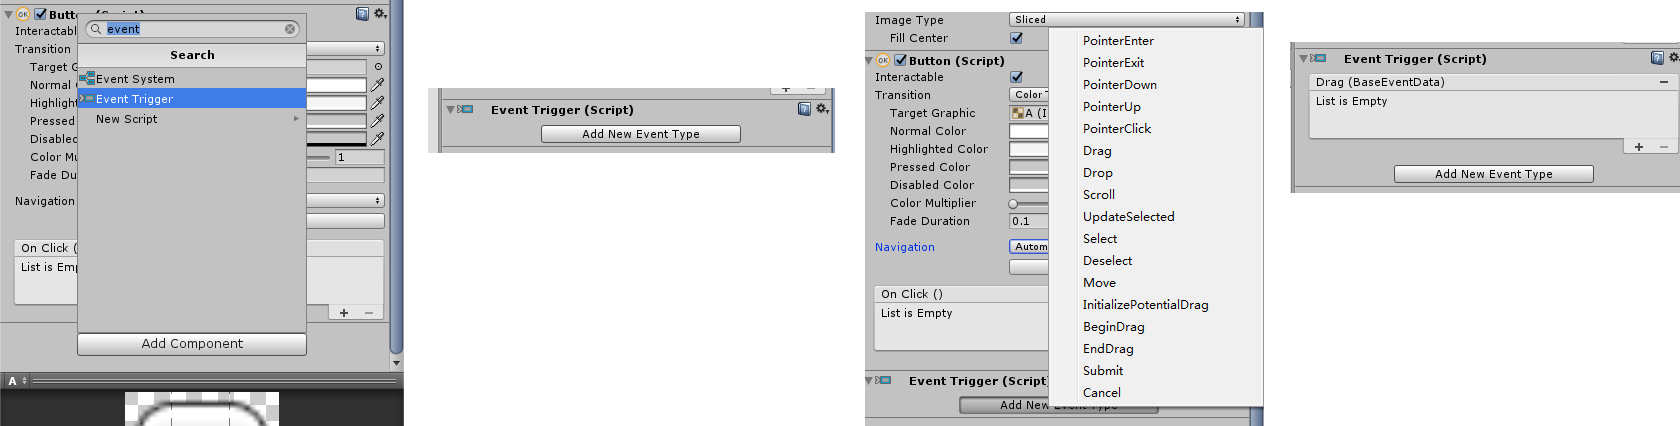 Butt
(Script)
event
Interactabl
Search
Transition
Event System
Target G
Event Trigger
Normal C
New Script
Highligh
Pressed
Disabled
Color Mu
1
Fade Du
Navigation
On Click (
List is Emp
Add Component
A
Event Trigger (Script)
Add New Event Type
Image Type
Sliced
Fill Center
Button (Script)
Interactable
Transition
Color T
Target Graphic
A (I
Normal Color
Highlighted Color
Pressed Color
Disabled Color
Color Multiplier
Fade Duration
0.1
Navigation
Autom
On Click ()
List is Empty
Event Trigger (Script)
Add New Event Type
PointerEnter
PointerExit
PointerDown
PointerUp
PointerClick
Drag
Drop
Scroll
UpdateSelected
Select
Deselect
Move
InitializePotentialDrag
BeginDrag
EndDrag
Submit
Cancel
Event Trigger (Script)
Drag (BaseEventData)
List is Empty
Add New Event Type